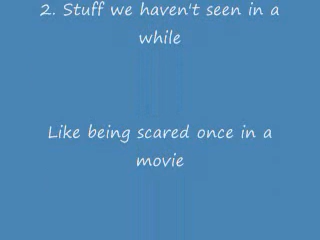 2. Stuff we haven't seen in a
while
Like being scared once in a
movie